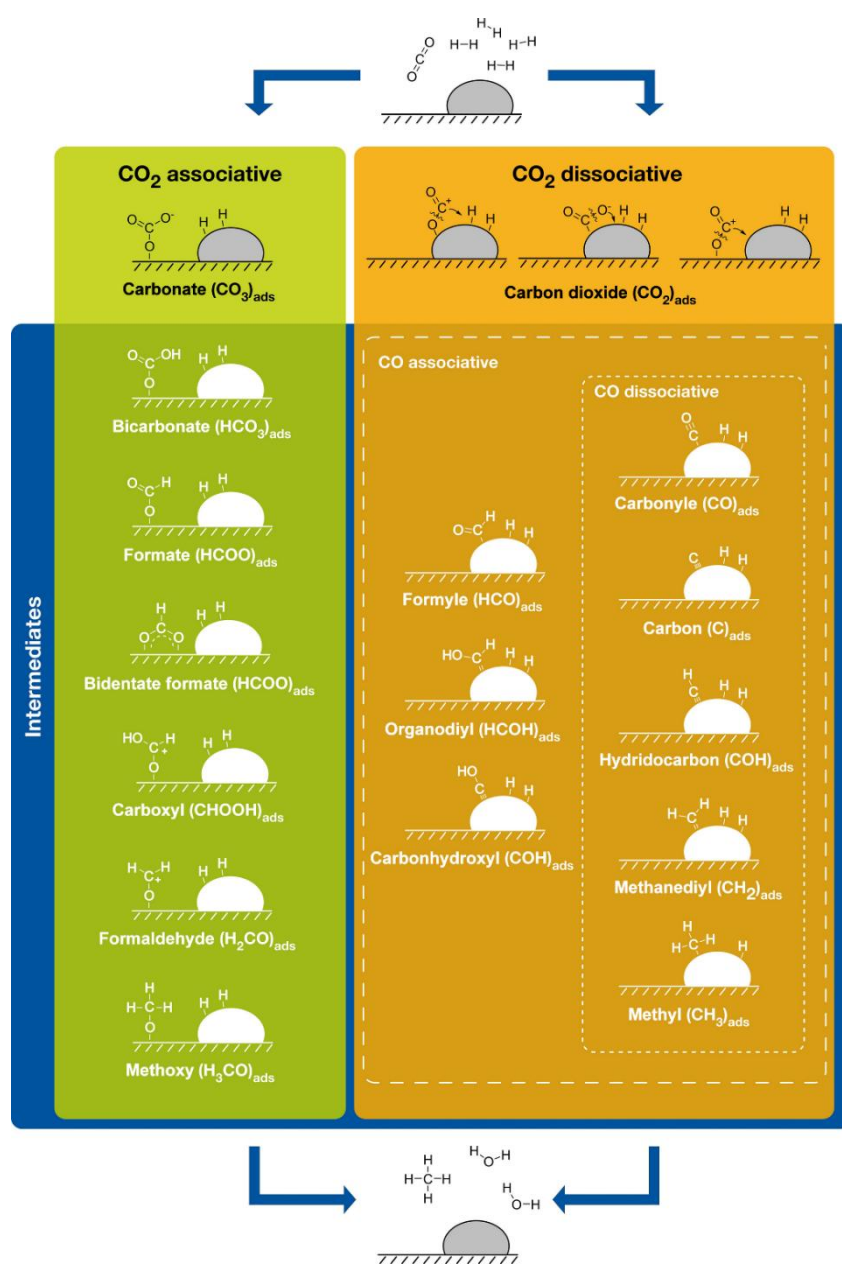 CO₂ associative
Carbonate (CO₃)ads
CO₂ dissociative
Carbon dioxide (CO₂)ads
Intermediates
Bicarbonate (HCO₃)ads
Formate (HCOO)ads
Bidentate formate (HCOO)ads
Carboxyl (CHOOH)ads
Formaldehyde (H₂CO)ads
Methoxy (H₃CO)ads
CO associative
Formyle (HCO)ads
Organodiyl (HCOH)ads
Carbonhydroxyl (COH)ads
CO dissociative
Carbonyle (CO)ads
Carbon (C)ads
Hydridocarbon (COH)ads
Methanediyl (CH₂)ads
Methyl (CH₃)ads